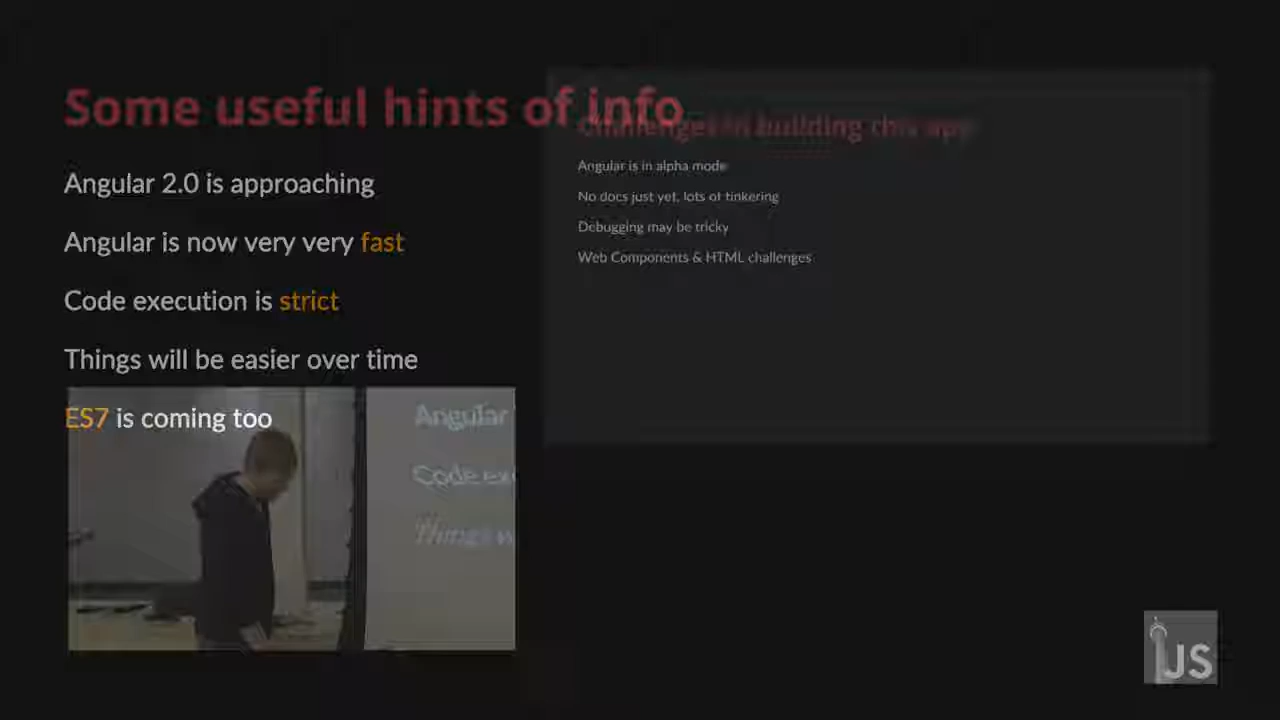 Some useful hints of info
Angular 2.0 is approaching
Angular is now very very fast
Code execution is strict
Things will be easier over time
ES7 is coming too
Challenges in building this app
Angular is in alpha mode
No docs just yet, lots of tinkering
Debugging may be tricky
Web Components & HTML challenges
Angular
Code ex
Things w
JS